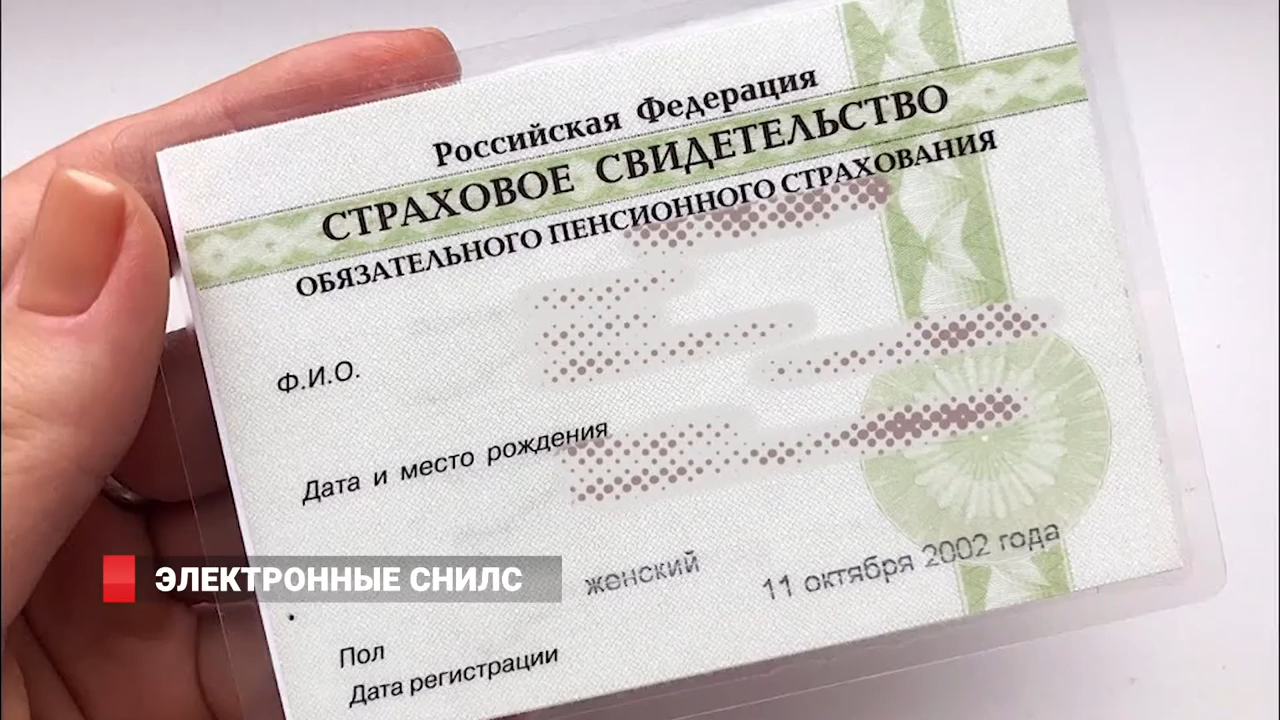 Российская Федерация
СТРАХОВОЕ СВИДЕТЕЛЬСТВО
ОБЯЗАТЕЛЬНОГО ПЕНСИОННОГО СТРАХОВАНИЯ
Ф.И.О.
Дата и место рождения
ЭЛЕКТРОННЫЕ СНИЛС
Пол женский
Дата регистрации 11 октября 2002 года